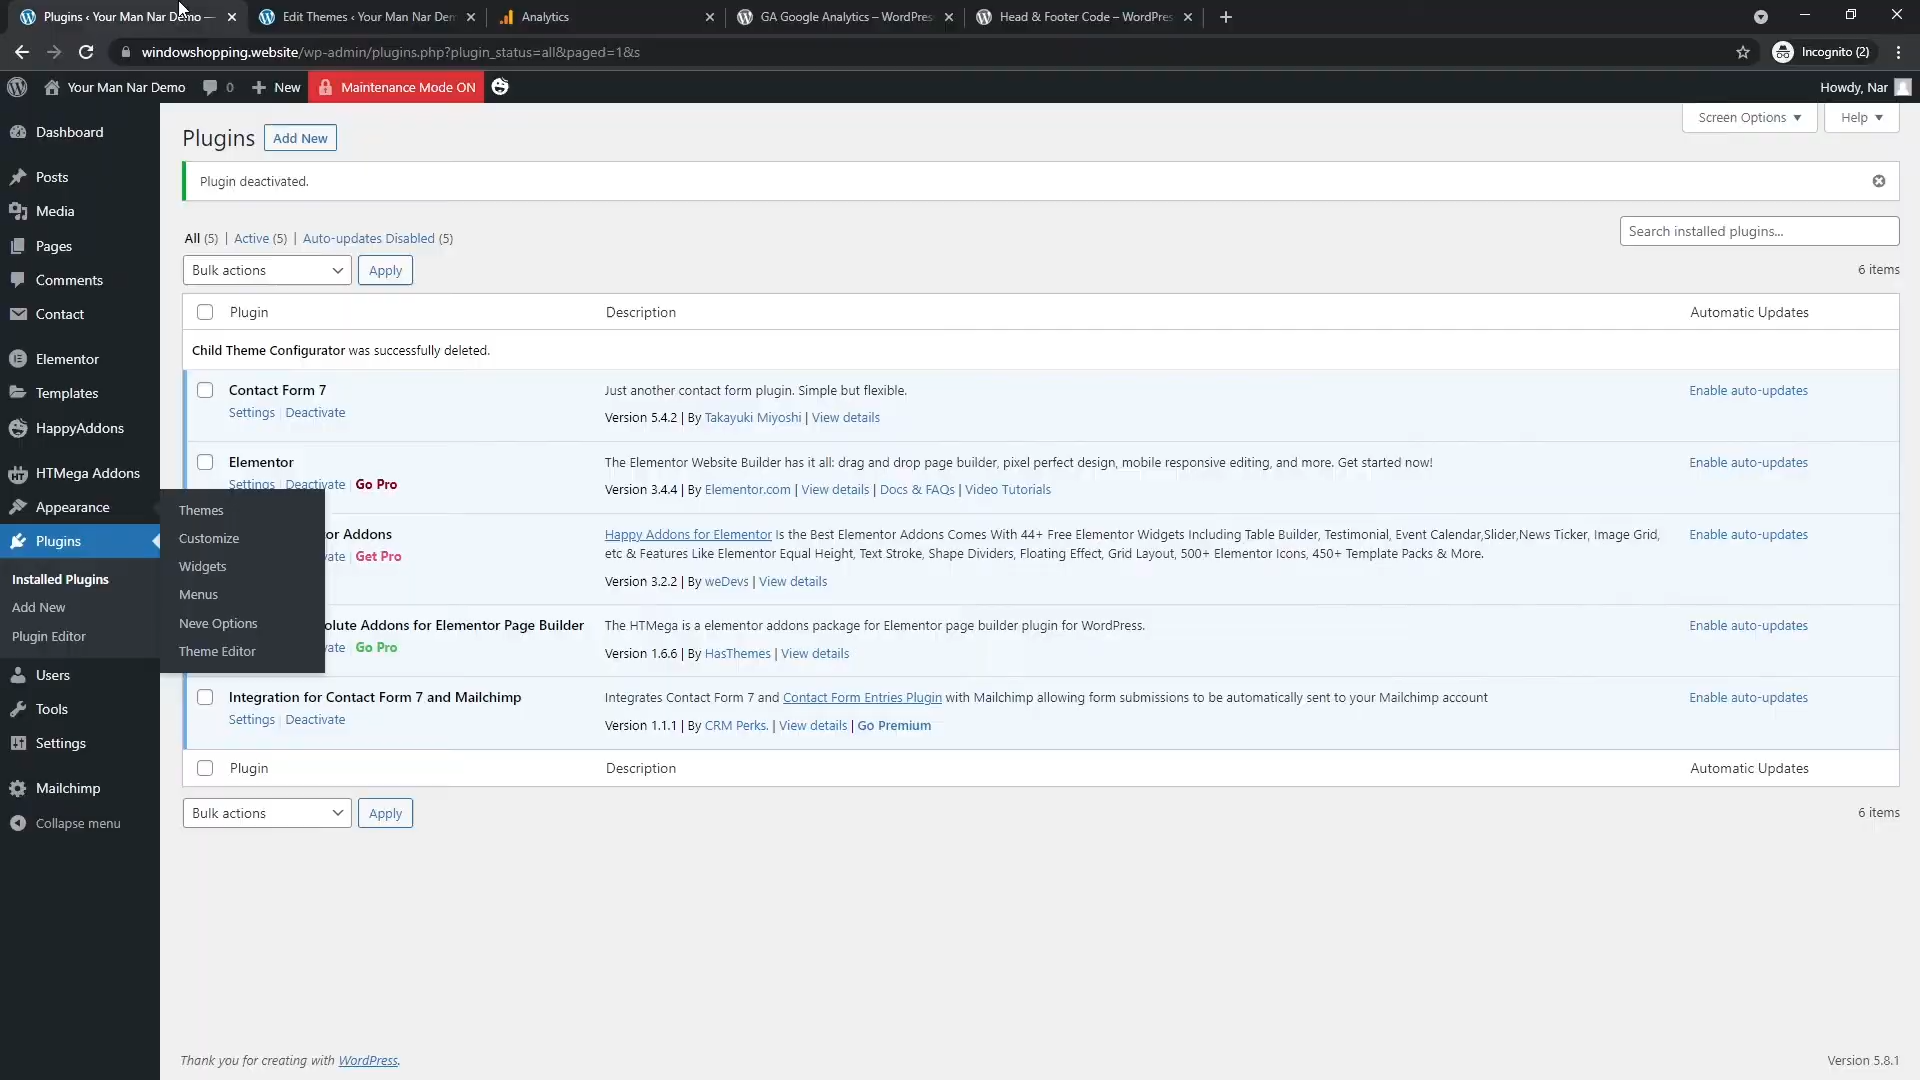 Plugins ‹ Your Man Nar Demo —
Edit Themes ‹ Your Man Nar Dem
Analytics
GA Google Analytics – WordPres
Head & Footer Code – WordPres
windowshopping.website/wp-admin/plugins.php?plugin_status=all&paged=1&s
Incognito (2)
Your Man Nar Demo
0
New
Maintenance Mode ON
Howdy, Nar
Dashboard
Posts
Media
Pages
Comments
Contact
Elementor
Templates
HappyAddons
HTMega Addons
Appearance
Plugins
Installed Plugins
Add New
Plugin Editor
Users
Tools
Settings
Mailchimp
Collapse menu
Themes
Customize
Widgets
Menus
Neve Options
Theme Editor
Plugins
Add New
Screen Options
Help
Plugin deactivated.
All (5) | Active (5) | Auto-updates Disabled (5)
Search installed plugins...
Bulk actions
Apply
6 items
Plugin
Description
Automatic Updates
Child Theme Configurator was successfully deleted.
Contact Form 7
Settings | Deactivate
Just another contact form plugin. Simple but flexible.
Version 5.4.2 | By Takayuki Miyoshi | View details
Enable auto-updates
Elementor
Settings | Deactivate | Go Pro
The Elementor Website Builder has it all: drag and drop page builder, pixel perfect design, mobile responsive editing, and more. Get started now!
Version 3.4.4 | By Elementor.com | View details | Docs & FAQs | Video Tutorials
Enable auto-updates
or Addons
ate | Get Pro
Happy Addons for Elementor Is the Best Elementor Addons Comes With 44+ Free Elementor Widgets Including Table Builder, Testimonial, Event Calendar,Slider,News Ticker, Image Grid,
etc & Features Like Elementor Equal Height, Text Stroke, Shape Dividers, Floating Effect, Grid Layout, 500+ Elementor Icons, 450+ Template Packs & More.
Version 3.2.2 | By weDevs | View details
Enable auto-updates
olute Addons for Elementor Page Builder
ate | Go Pro
The HTMega is a elementor addons package for Elementor page builder plugin for WordPress.
Version 1.6.6 | By HasThemes | View details
Enable auto-updates
Integration for Contact Form 7 and Mailchimp
Settings | Deactivate
Integrates Contact Form 7 and Contact Form Entries Plugin with Mailchimp allowing form submissions to be automatically sent to your Mailchimp account
Version 1.1.1 | By CRM Perks. | View details | Go Premium
Enable auto-updates
Plugin
Description
Automatic Updates
Bulk actions
Apply
6 items
Thank you for creating with WordPress.
Version 5.8.1